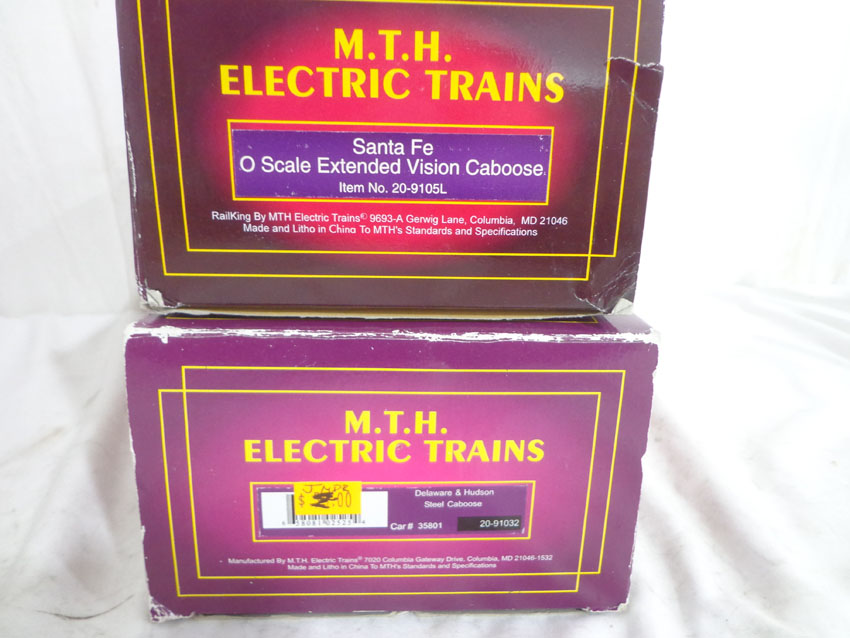 M.T.H.
ELECTRIC TRAINS
Santa Fe
O Scale Extended Vision Caboose
Item No. 20-9105L
RailKing By MTH Electric Trains© 9693-A Gerwig Lane, Columbia, MD 21046
Made and Litho in China To MTH's Standards and Specifications
M.T.H.
ELECTRIC TRAINS
Delaware & Hudson
Steel Caboose
Car # 35801 20-91032
Manufactured By M.T.H. Electric Trains® 7020 Columbia Gateway Drive, Columbia, MD 21046-1532
Made and Litho in China To MTH's Standards and Specifications